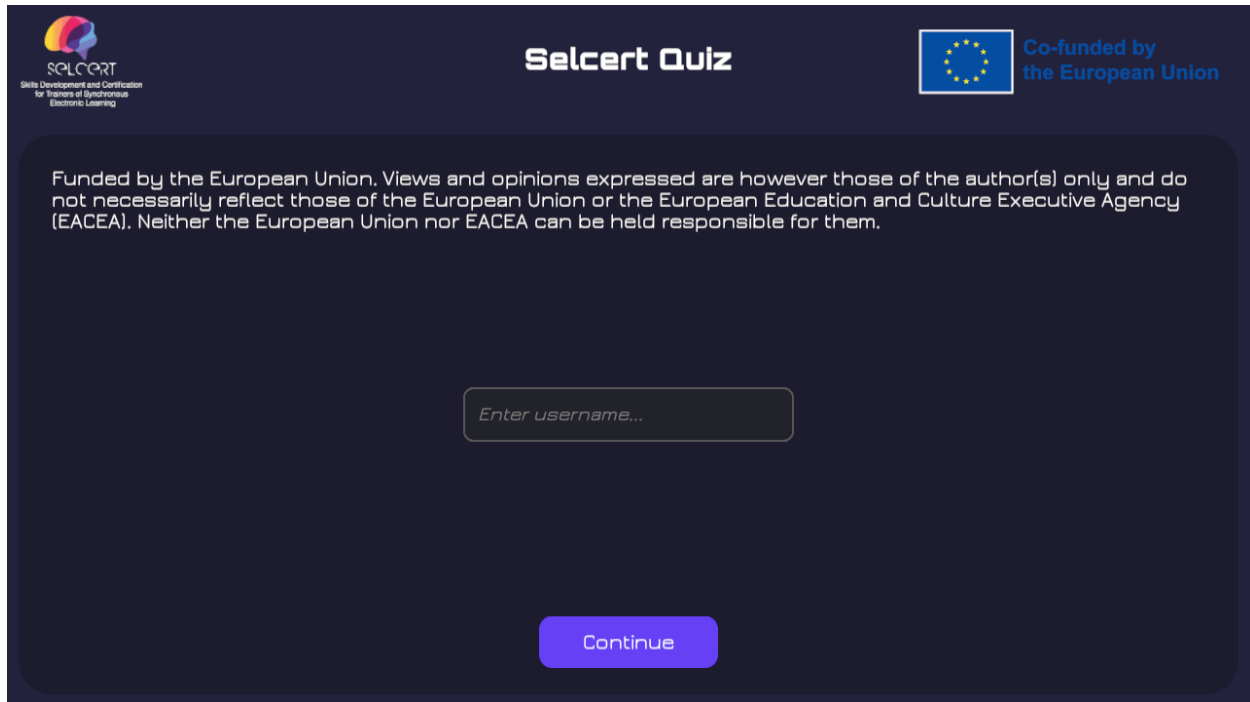 SELCERT
Skills Development and Certification
for Trainers of Synchronous
Electronic Learning
Selcert Quiz
Co-funded by
the European Union
Funded by the European Union. Views and opinions expressed are however those of the author(s) only and do
not necessarily reflect those of the European Union or the European Education and Culture Executive Agency
(EACEA). Neither the European Union nor EACEA can be held responsible for them.
Enter username...
Continue